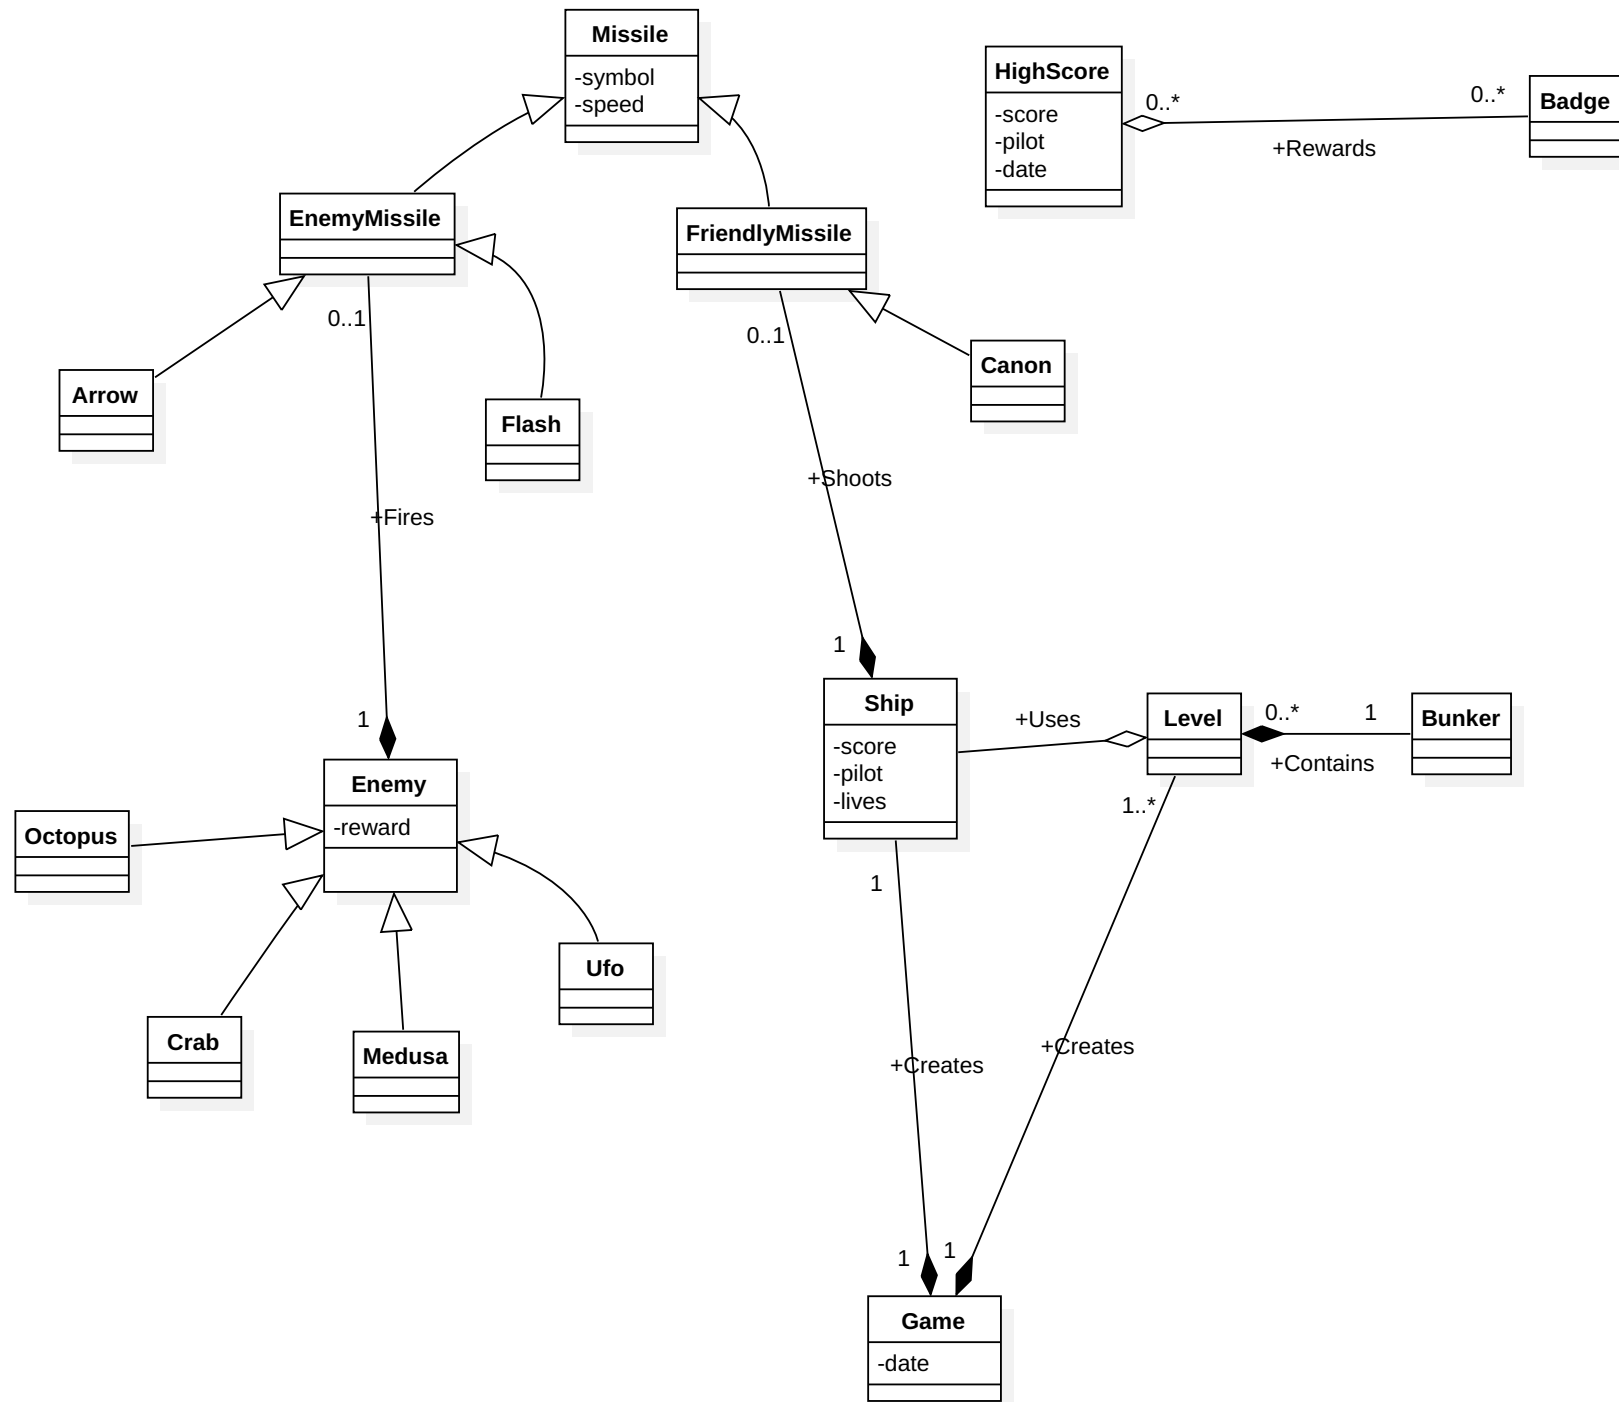 Missile
-symbol
-speed
HighScore
-score
-pilot
-date
0..*
0..*
+Rewards
Badge
EnemyMissile
FriendlyMissile
0..1
0..1
Arrow
Flash
Canon
+Fires
+Shoots
1
1
Ship
-score
-pilot
-lives
+Uses
Level
0..*
1
+Contains
Bunker
1..*
Enemy
-reward
Octopus
Crab
Medusa
Ufo
1
+Creates
+Creates
1
1
Game
-date